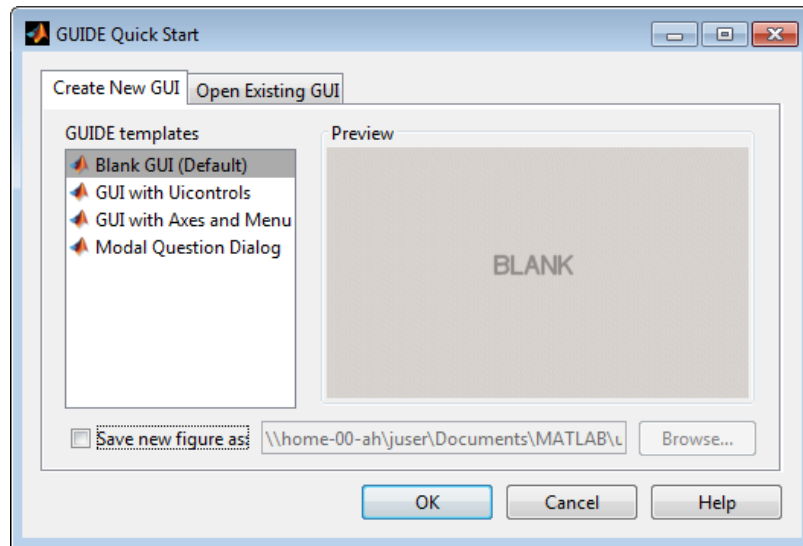 GUIDE Quick Start
Create New GUI Open Existing GUI
GUIDE templates
Blank GUI (Default)
GUI with Uicontrols
GUI with Axes and Menu
Modal Question Dialog
Preview
BLANK
Save new figure as: \\home-00-ah\juser\Documents\MATLAB\u Browse...
OK Cancel Help